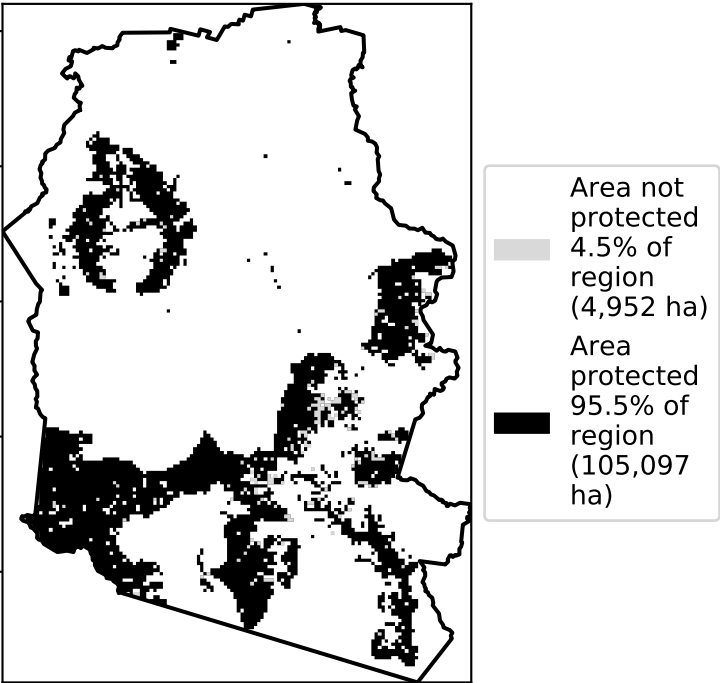 Area not
protected
4.5% of
region
(4,952 ha)
Area
protected
95.5% of
region
(105,097
ha)